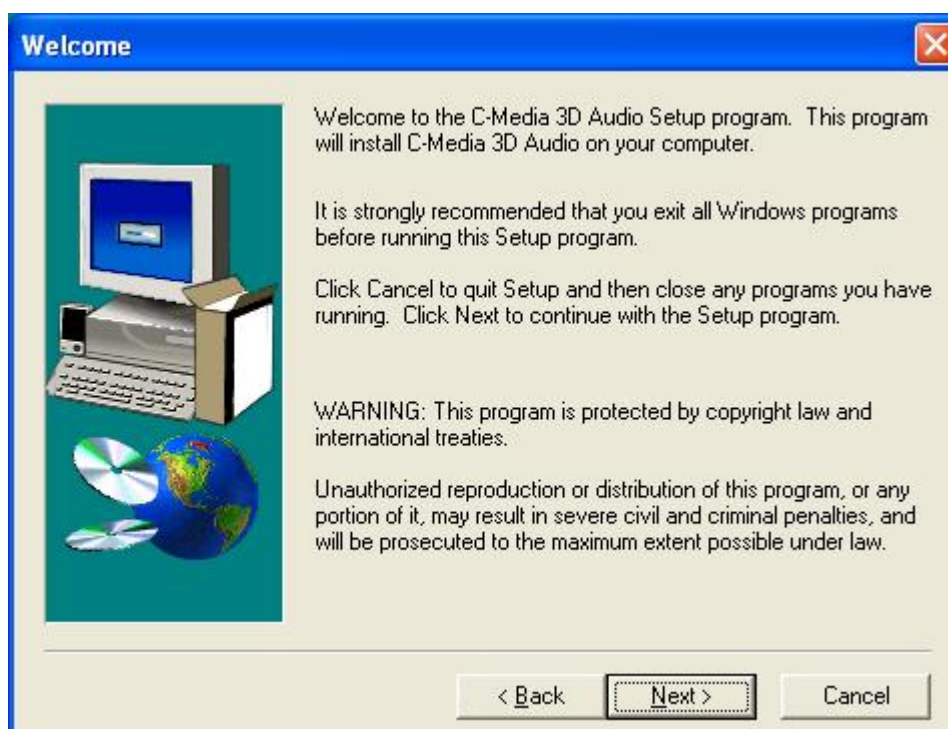 Welcome
Welcome to the C-Media 3D Audio Setup program.  This program
will install C-Media 3D Audio on your computer.
It is strongly recommended that you exit all Windows programs
before running this Setup program.
Click Cancel to quit Setup and then close any programs you have
running.  Click Next to continue with the Setup program.
WARNING: This program is protected by copyright law and
international treaties.
Unauthorized reproduction or distribution of this program, or any
portion of it, may result in severe civil and criminal penalties, and
will be prosecuted to the maximum extent possible under law.
< Back
Next >
Cancel